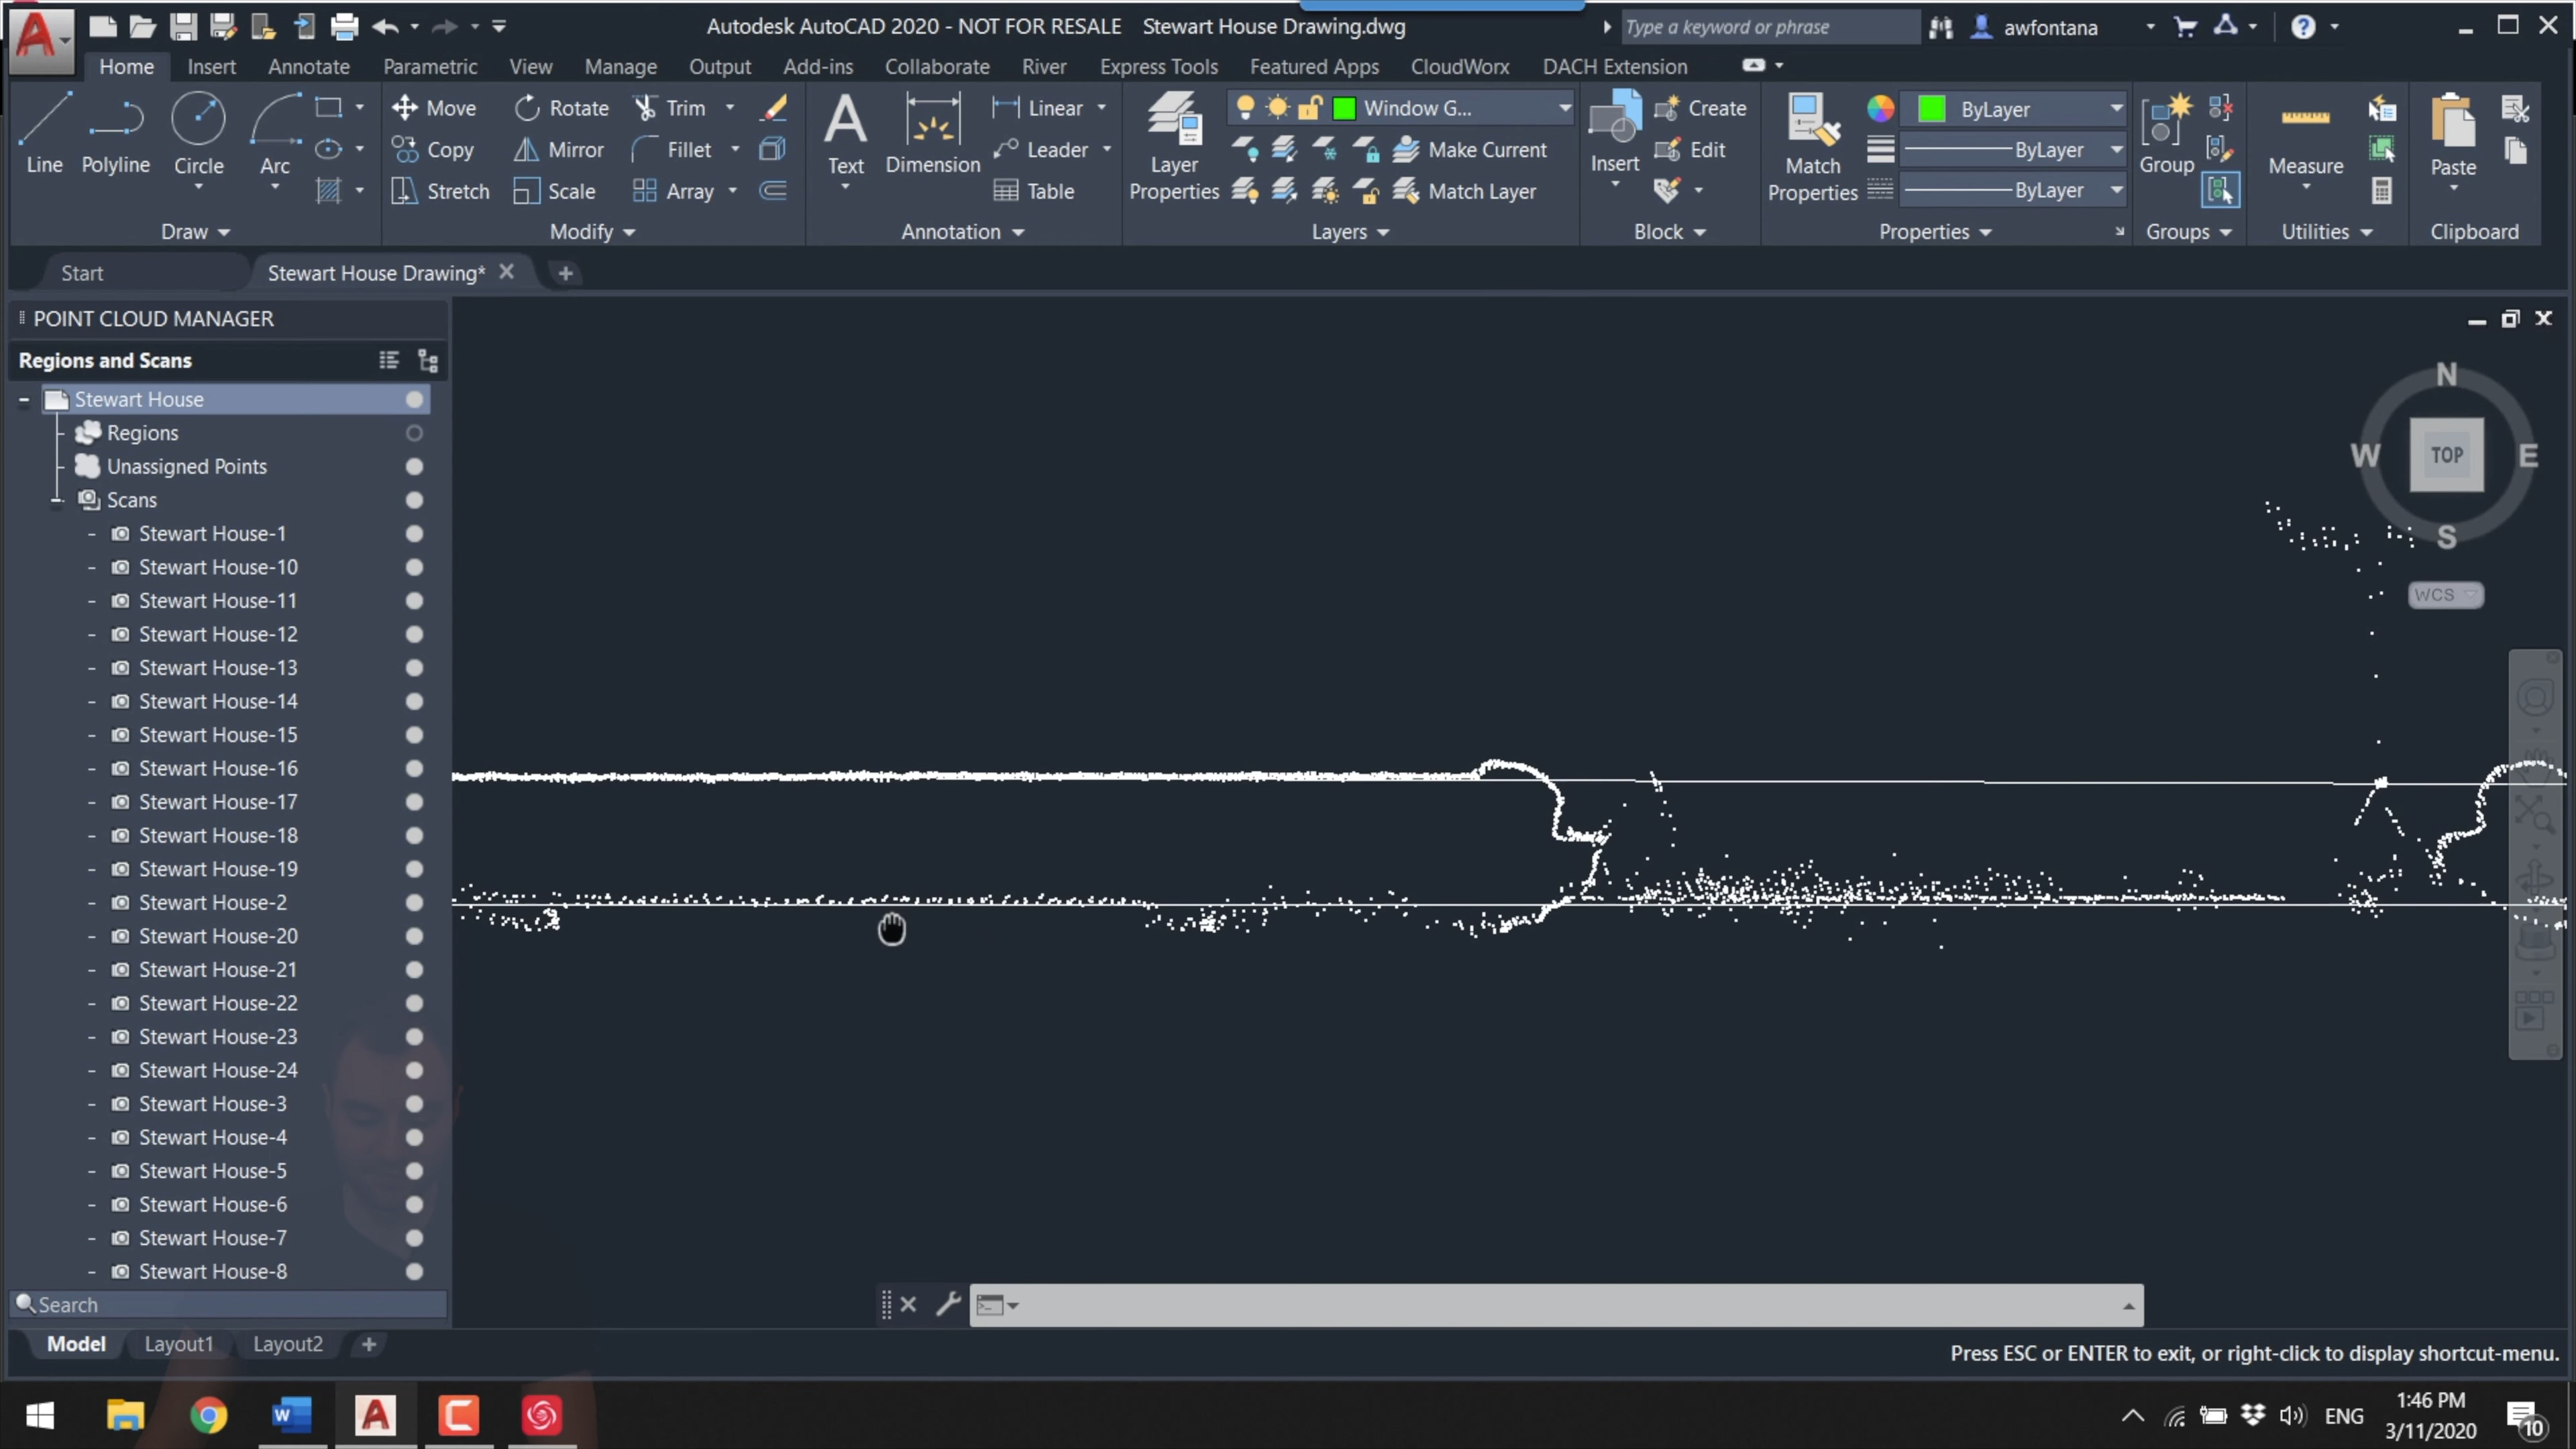 Autodesk AutoCAD 2020 - NOT FOR RESALE Stewart House Drawing.dwg
Type a keyword or phrase
awfontana
Home Insert Annotate Parametric View Manage Output Add-ins Collaborate River Express Tools Featured Apps CloudWorx DACH Extension
Line Polyline Circle Arc
Move Rotate Trim
Copy Mirror Fillet
Stretch Scale Array
Text Dimension Linear Leader Table
Layer Properties
Window G...
Make Current
Match Layer
Insert Create Edit
Match Properties
ByLayer
ByLayer
ByLayer
Group Measure Paste
Draw Modify Annotation Layers Block Properties Groups Utilities Clipboard
Start Stewart House Drawing*
POINT CLOUD MANAGER
Regions and Scans
Stewart House
Regions
Unassigned Points
Scans
Stewart House-1
Stewart House-10
Stewart House-11
Stewart House-12
Stewart House-13
Stewart House-14
Stewart House-15
Stewart House-16
Stewart House-17
Stewart House-18
Stewart House-19
Stewart House-2
Stewart House-20
Stewart House-21
Stewart House-22
Stewart House-23
Stewart House-24
Stewart House-3
Stewart House-4
Stewart House-5
Stewart House-6
Stewart House-7
Stewart House-8
Search
N
W TOP E
S
WCS
Model Layout1 Layout2
Press ESC or ENTER to exit, or right-click to display shortcut-menu.
ENG
1:46 PM
3/11/2020
10